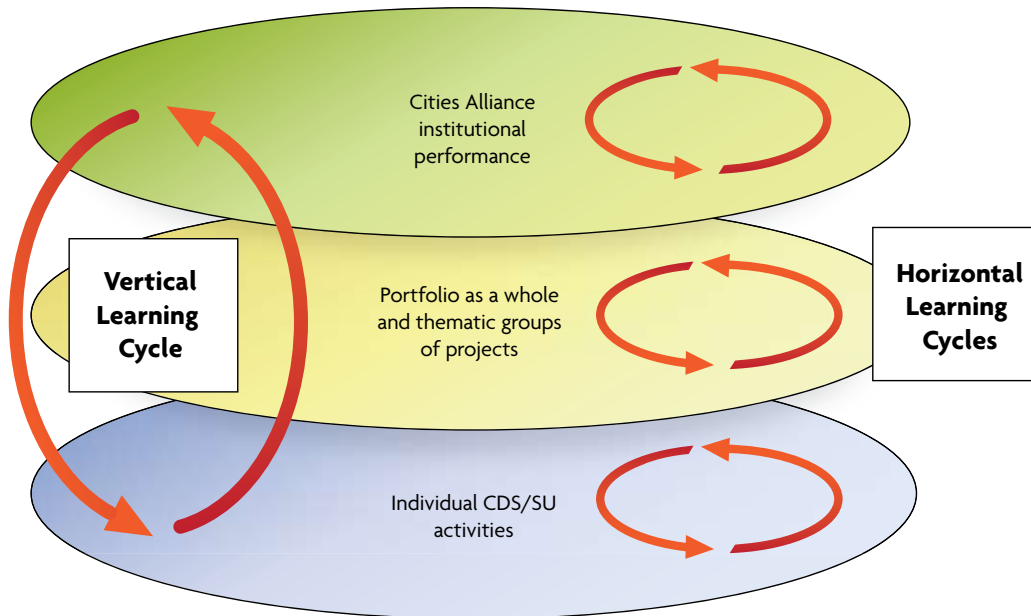 Cities Alliance
institutional
performance
Vertical
Learning
Cycle
Portfolio as a whole
and thematic groups
of projects
Horizontal
Learning
Cycles
Individual CDS/SU
activities